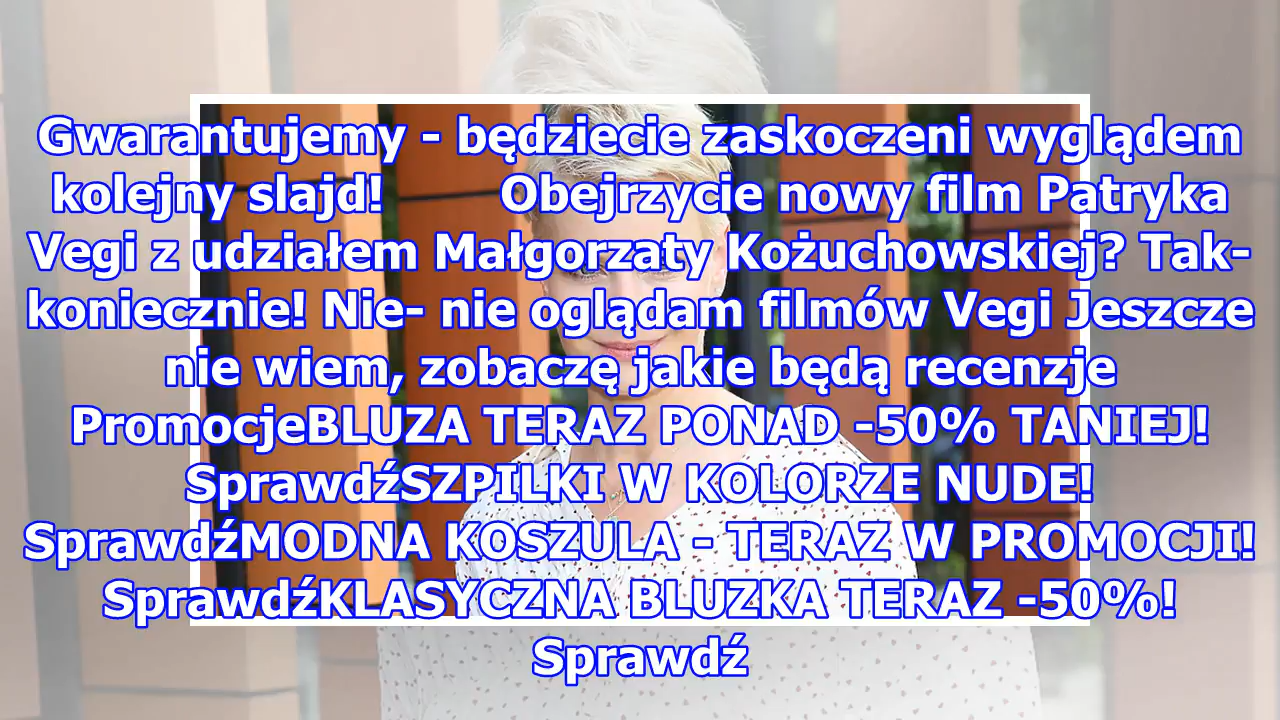 Gwarantujemy - będziecie zaskoczeni wyglądem
kolejny slajd! Obejrzycie nowy film Patryka
Vegi z udziałem Małgorzaty Kożuchowskiej? Tak-
koniecznie! Nie- nie oglądam filmów Vegi Jeszcze
nie wiem, zobaczę jakie będą recenzje
PromocjeBLUZA TERAZ PONAD -50% TANIEJ!
SprawdźSZPILKI W KOLORZE NUDE!
SprawdźMODNA KOSZULA - TERAZ W PROMOCJI!
SprawdźKLASYCZNA BLUZKA TERAZ -50%!
Sprawdź